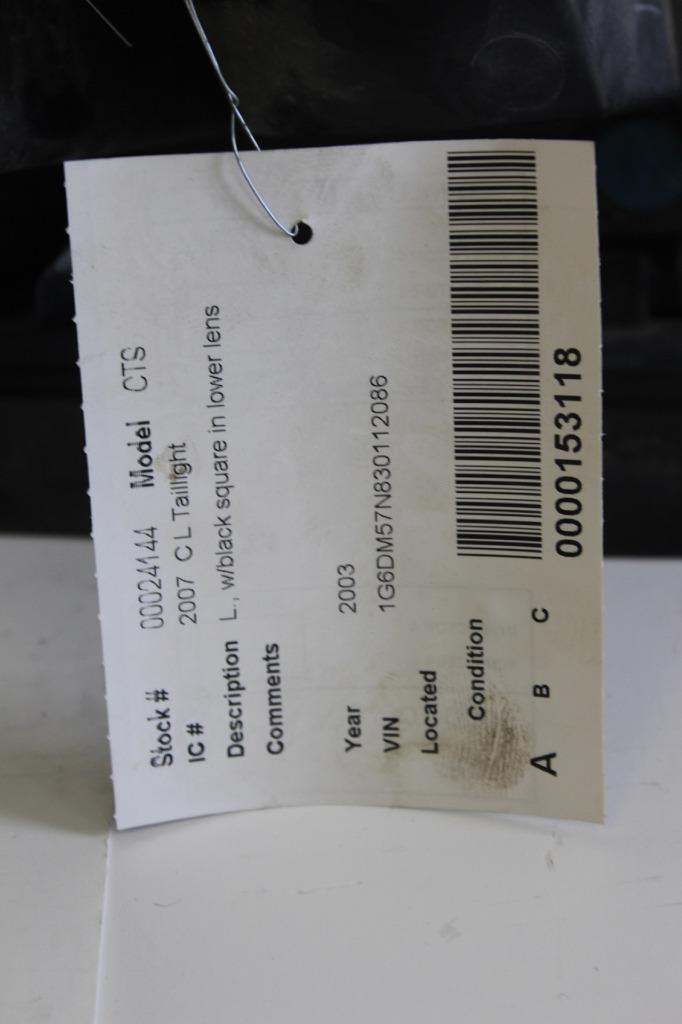 Stock # 00024144 Model CTS
IC # 2007 C L Taillight
Description L., w/black square in lower lens
Comments
Year 2003
VIN 1G6DM57N830112086
Located
Condition
A B C
0000153118